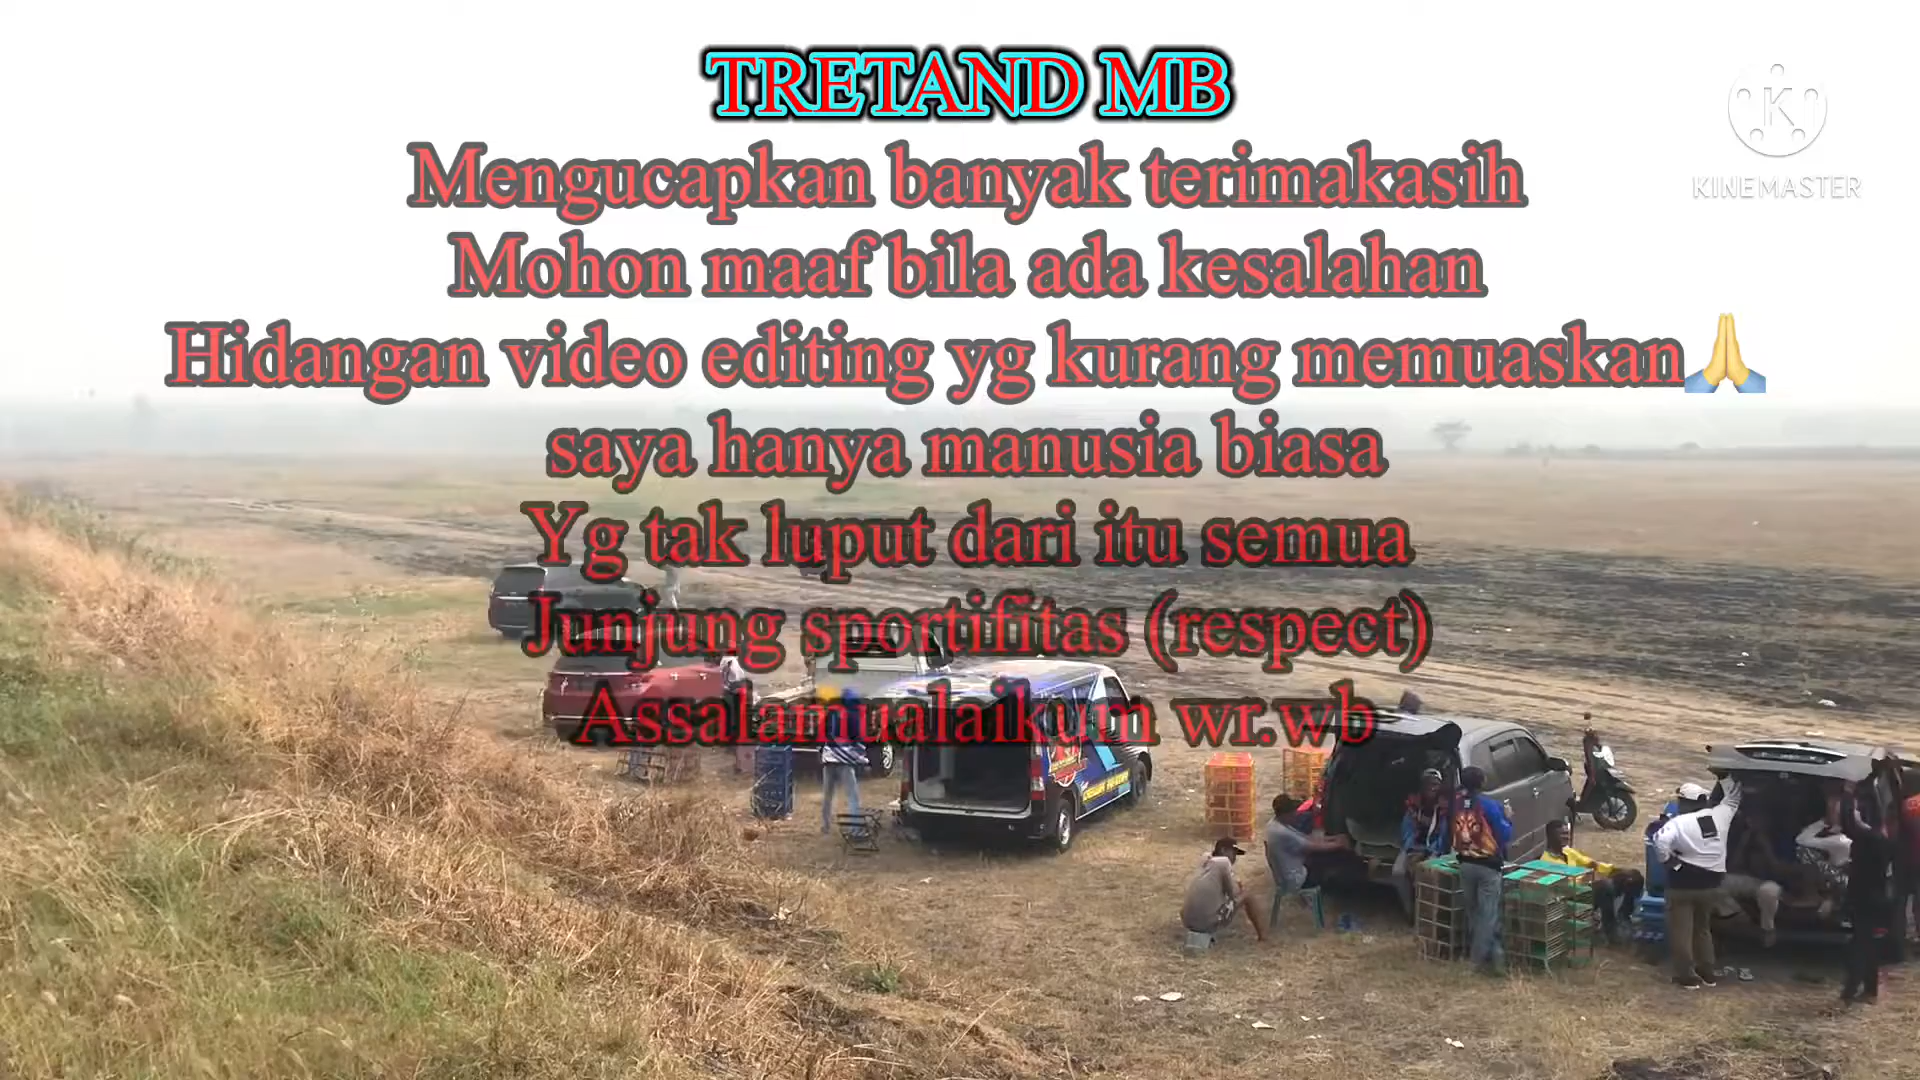 TRETAND MB
Mengucapkan banyak terimakasih
Mohon maaf bila ada kesalahan
Hidangan video editing yg kurang memuaskan🙏
saya hanya manusia biasa
Yg tak luput dari itu semua
Junjung sportifitas (respect)
Assalamualaikum wr.wb
K
KINEMASTER